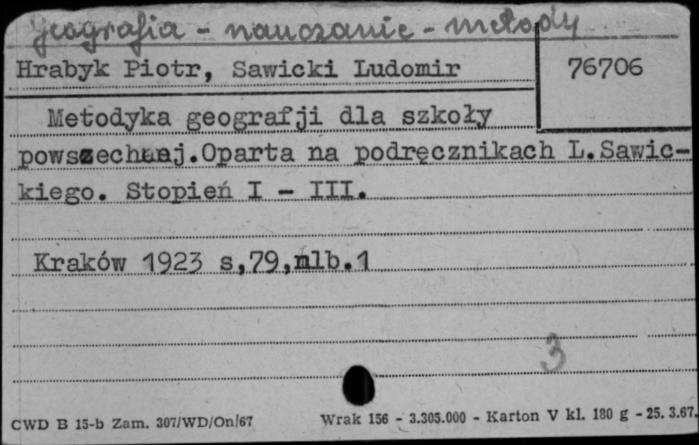 geografia - nauczanie - metody
Hrabyk Piotr, Sawicki Ludomir 76706
Metodyka geografji dla szkoły
powszechnej.Oparta na podręcznikach L.Sawic-
kiego. Stopień I - III.
Kraków 1923 s,79,nlb.1
3
CWD B 15-b Zam. 307/WD/On/67 Wrak 156 - 3.305.000 - Karton V kl. 180 g - 25. 3.67.